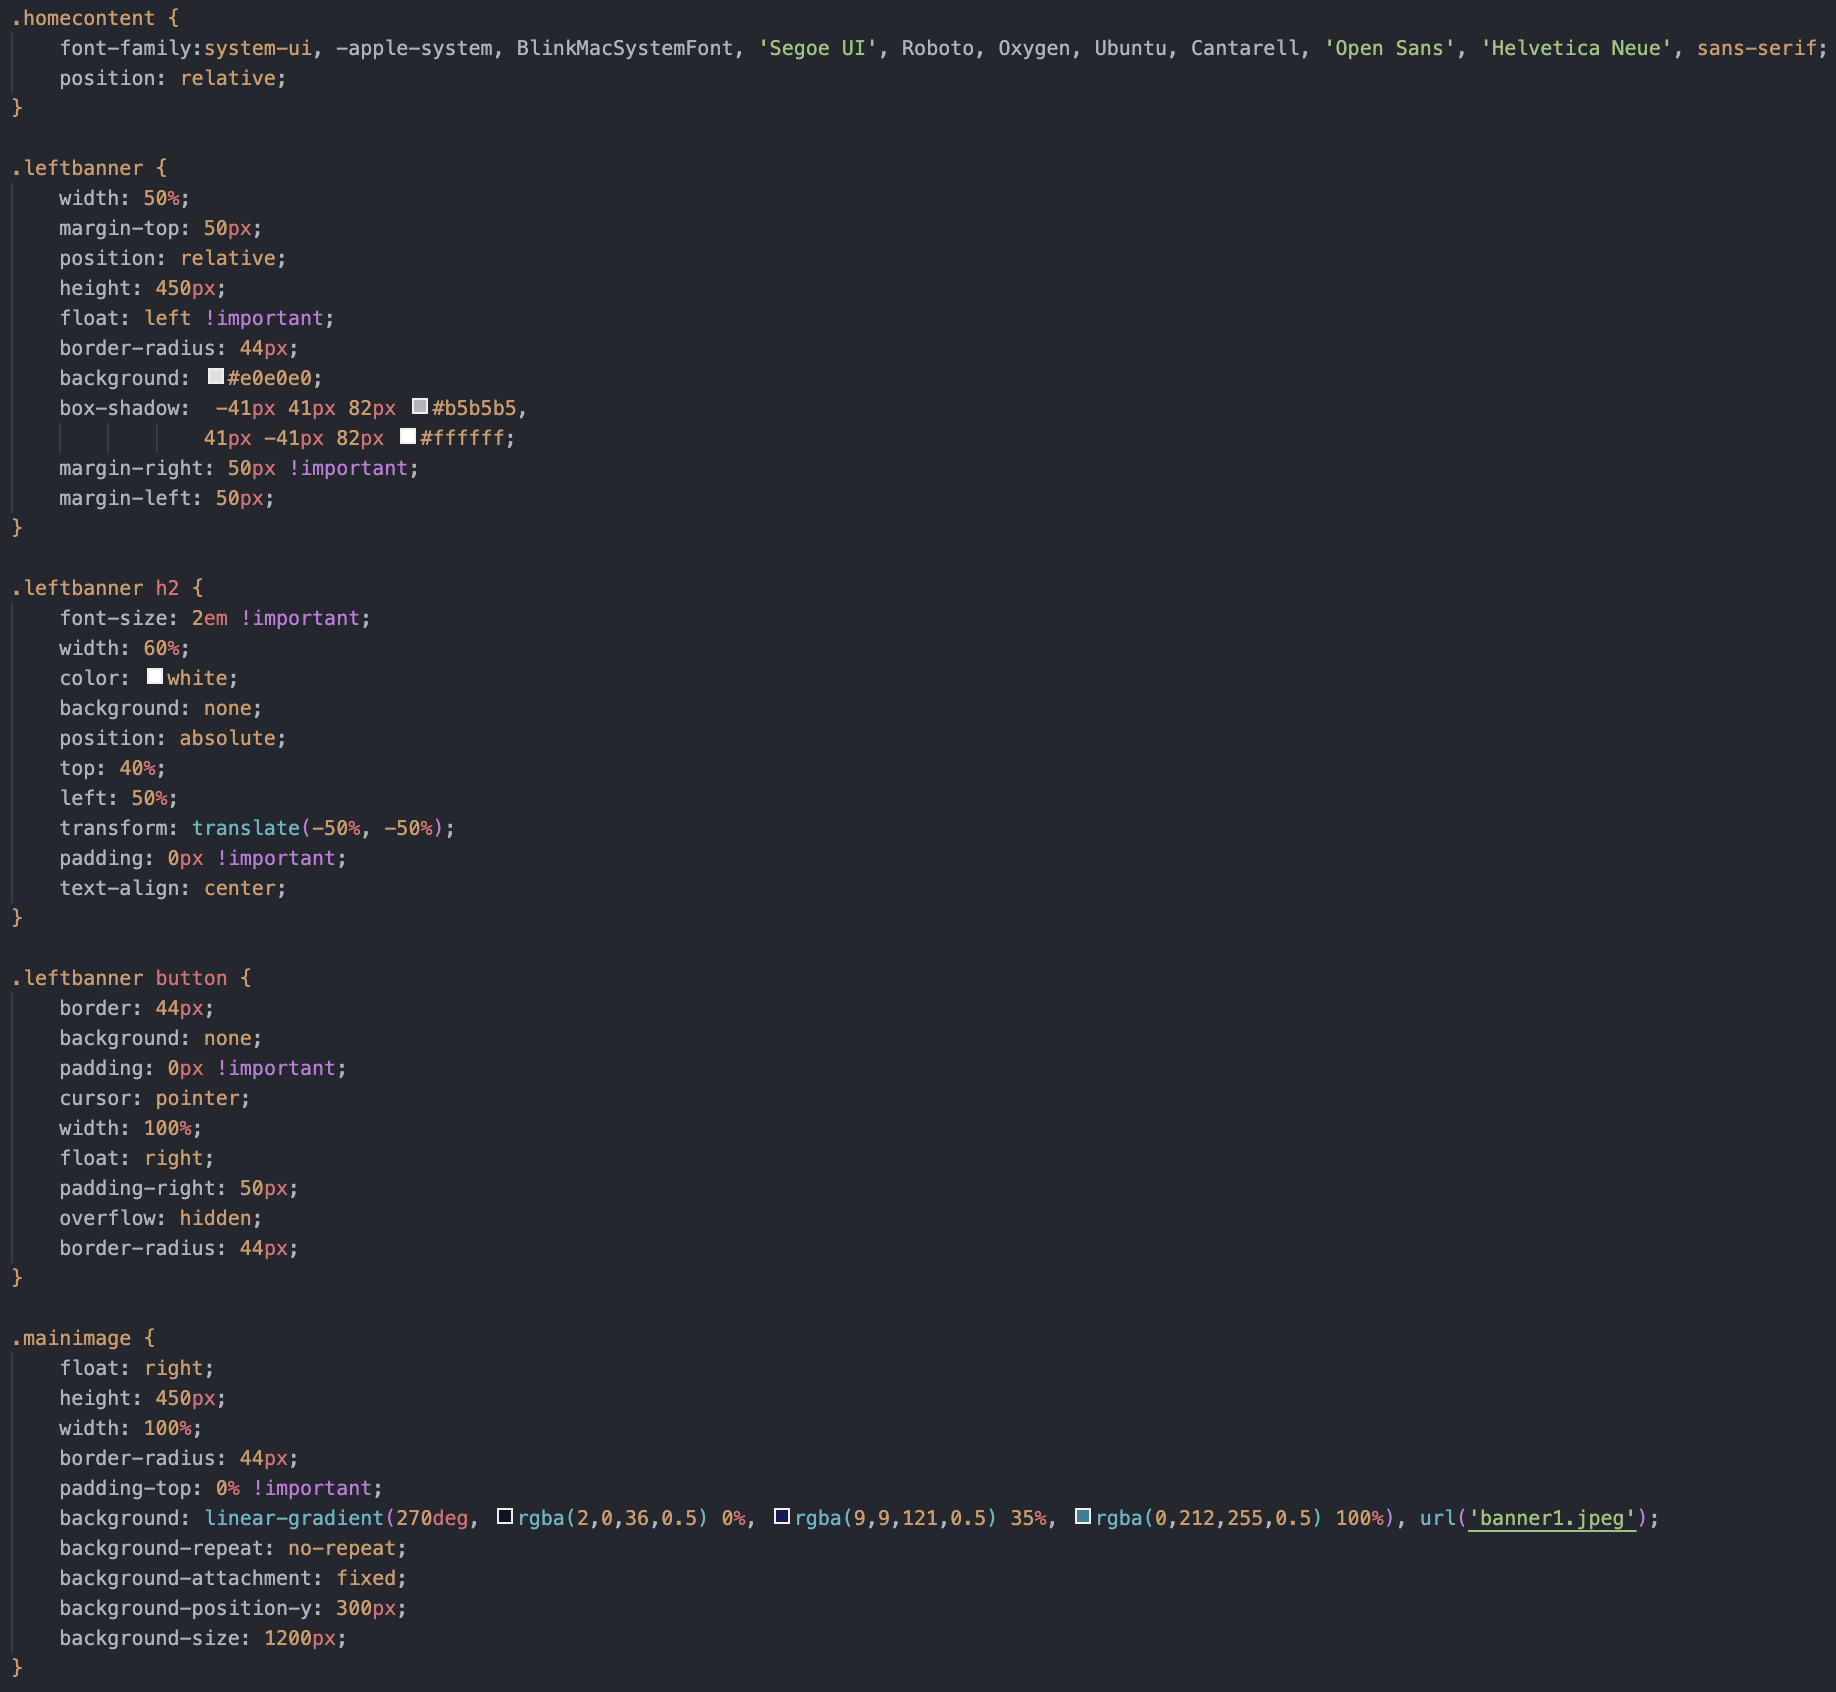 .homecontent {
    font-family:system-ui, -apple-system, BlinkMacSystemFont, 'Segoe UI', Roboto, Oxygen, Ubuntu, Cantarell, 'Open Sans', 'Helvetica Neue', sans-serif;
    position: relative;
}

.leftbanner {
    width: 50%;
    margin-top: 50px;
    position: relative;
    height: 450px;
    float: left !important;
    border-radius: 44px;
    background: #e0e0e0;
    box-shadow:  -41px 41px 82px #b5b5b5,
                41px -41px 82px #ffffff;
    margin-right: 50px !important;
    margin-left: 50px;
}

.leftbanner h2 {
    font-size: 2em !important;
    width: 60%;
    color: white;
    background: none;
    position: absolute;
    top: 40%;
    left: 50%;
    transform: translate(-50%, -50%);
    padding: 0px !important;
    text-align: center;
}

.leftbanner button {
    border: 44px;
    background: none;
    padding: 0px !important;
    cursor: pointer;
    width: 100%;
    float: right;
    padding-right: 50px;
    overflow: hidden;
    border-radius: 44px;
}

.mainimage {
    float: right;
    height: 450px;
    width: 100%;
    border-radius: 44px;
    padding-top: 0% !important;
    background: linear-gradient(270deg, rgba(2,0,36,0.5) 0%, rgba(9,9,121,0.5) 35%, rgba(0,212,255,0.5) 100%), url('banner1.jpeg');
    background-repeat: no-repeat;
    background-attachment: fixed;
    background-position-y: 300px;
    background-size: 1200px;
}